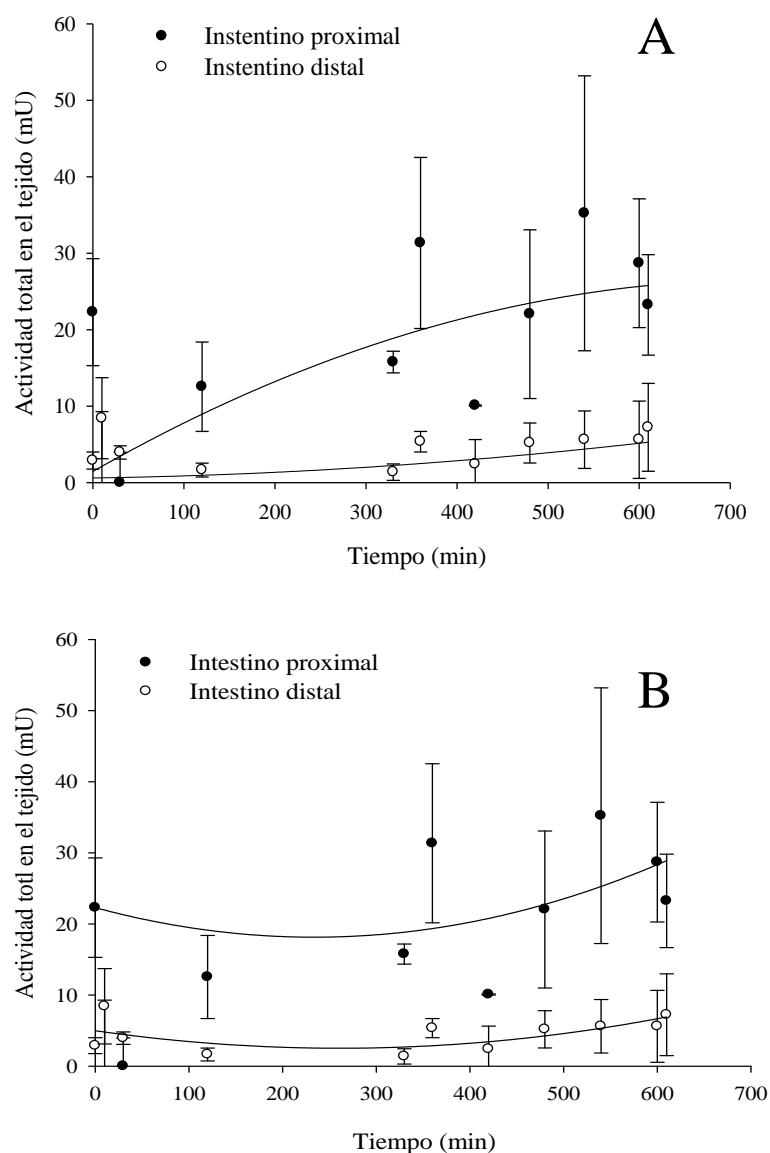 60
50
40
30
20
10
0
Actividad total en el tejido (mU)
Instentino proximal
Instentino distal
A
0 100 200 300 400 500 600 700
Tiempo (min)
60
50
40
30
20
10
0
Actividad totl en el tejido (mU)
Intestino proximal
Intestino distal
B
0 100 200 300 400 500 600 700
Tiempo (min)